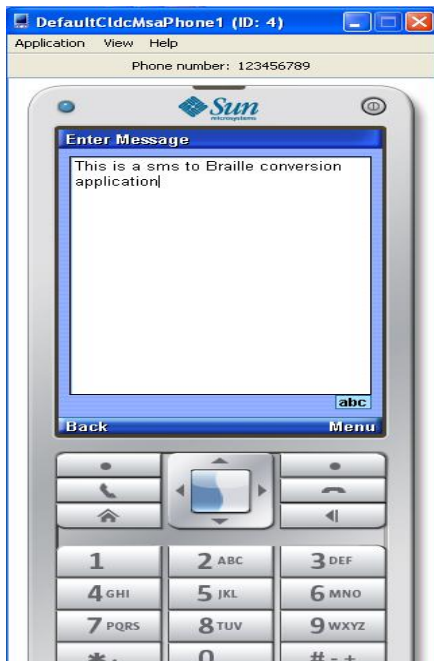 DefaultCldcMsaPhone1 (ID: 4)
Application View Help
Phone number: 123456789
Sun
microsystems
Enter Message
This is a sms to Braille conversion
application
abc
Back Menu
1 2 ABC 3 DEF
4 GHI 5 JKL 6 MNO
7 PQRS 8 TUV 9 WXYZ
* . 0 # - +